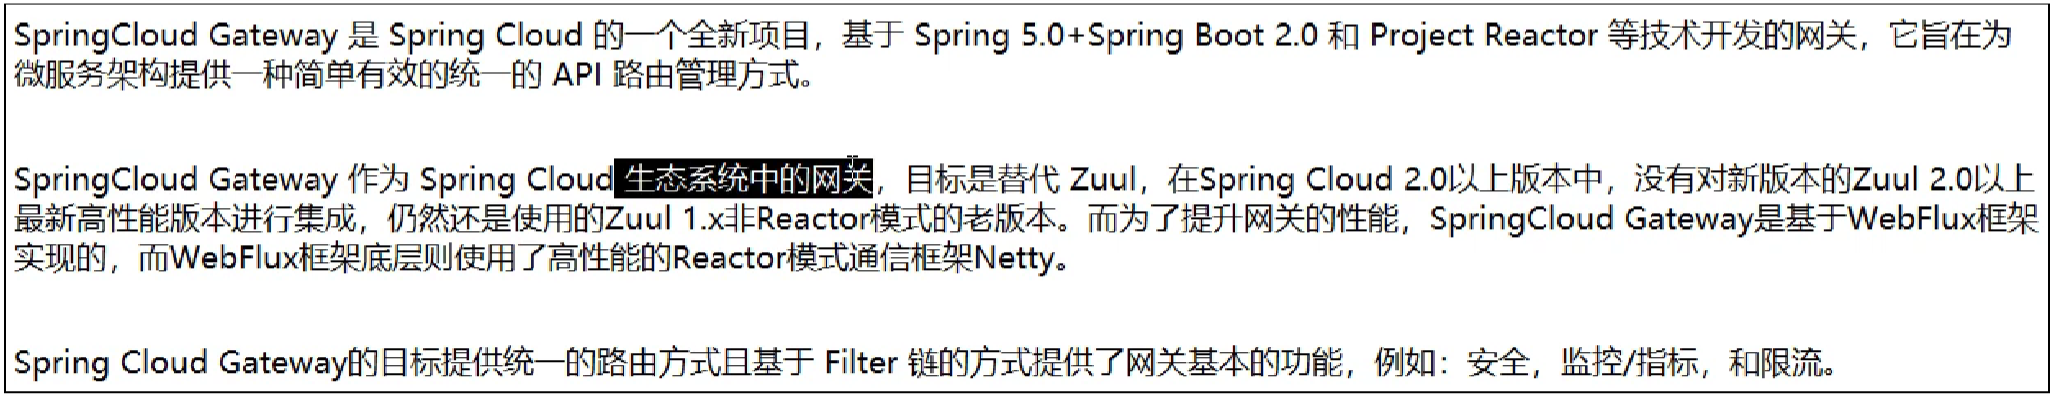 SpringCloud Gateway 是 Spring Cloud 的一个全新项目，基于 Spring 5.0+Spring Boot 2.0 和 Project Reactor 等技术开发的网关，它旨在为
微服务架构提供一种简单有效的统一的 API 路由管理方式。
SpringCloud Gateway 作为 Spring Cloud 生态系统中的网关，目标是替代 Zuul，在Spring Cloud 2.0以上版本中，没有对新版本的Zuul 2.0以上
最新高性能版本进行集成，仍然还是使用的Zuul 1.x非Reactor模式的老版本。而为了提升网关的性能，SpringCloud Gateway是基于WebFlux框架
实现的，而WebFlux框架底层则使用了高性能的Reactor模式通信框架Netty。
Spring Cloud Gateway的目标提供统一的路由方式且基于 Filter 链的方式提供了网关基本的功能，例如：安全，监控/指标，和限流。